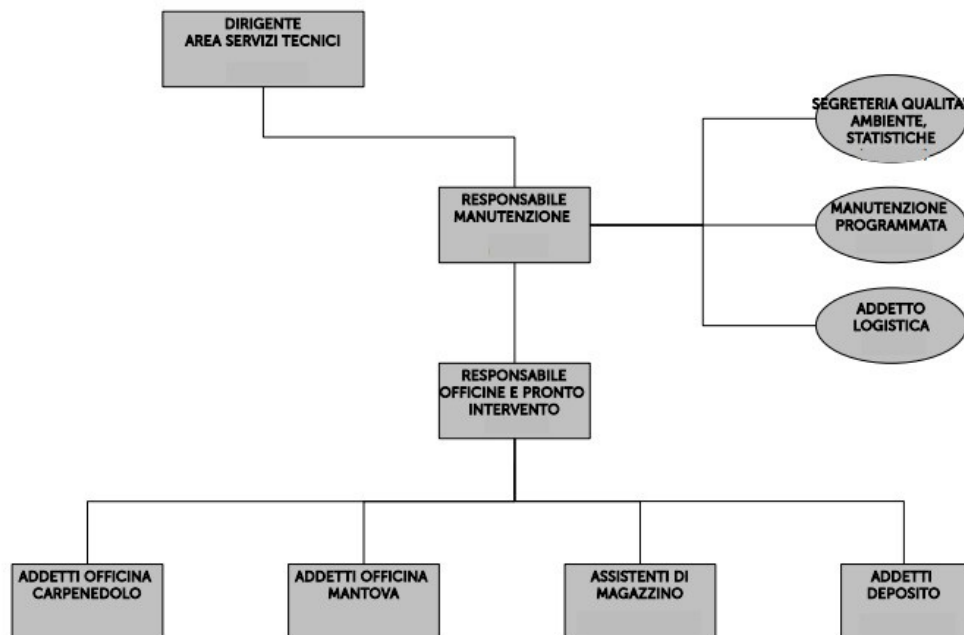 DIRIGENTE
AREA SERVIZI TECNICI
SEGRETERIA QUALITA'
AMBIENTE,
STATISTICHE
RESPONSABILE
MANUTENZIONE
MANUTENZIONE
PROGRAMMATA
ADDETTO
LOGISTICA
RESPONSABILE
OFFICINE E PRONTO
INTERVENTO
ADDETTI OFFICINA
CARPENEDOLO
ADDETTI OFFICINA
MANTOVA
ASSISTENTI DI
MAGAZZINO
ADDETTI
DEPOSITO